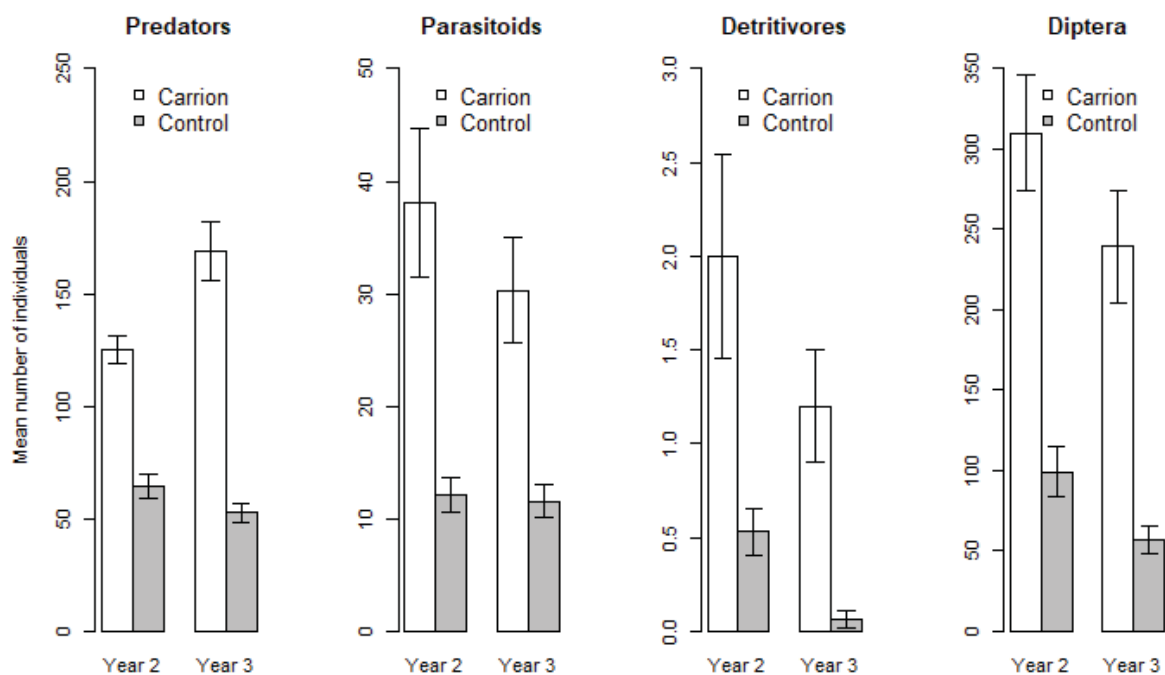 Predators
Parasitoids
Detritivores
Diptera
Mean number of individuals
250
200
150
100
50
0
Carrion
Control
Year 2
Year 3
50
40
30
20
10
0
Carrion
Control
Year 2
Year 3
3.0
2.5
2.0
1.5
1.0
0.5
0.0
Carrion
Control
Year 2
Year 3
350
300
250
200
150
100
50
0
Carrion
Control
Year 2
Year 3